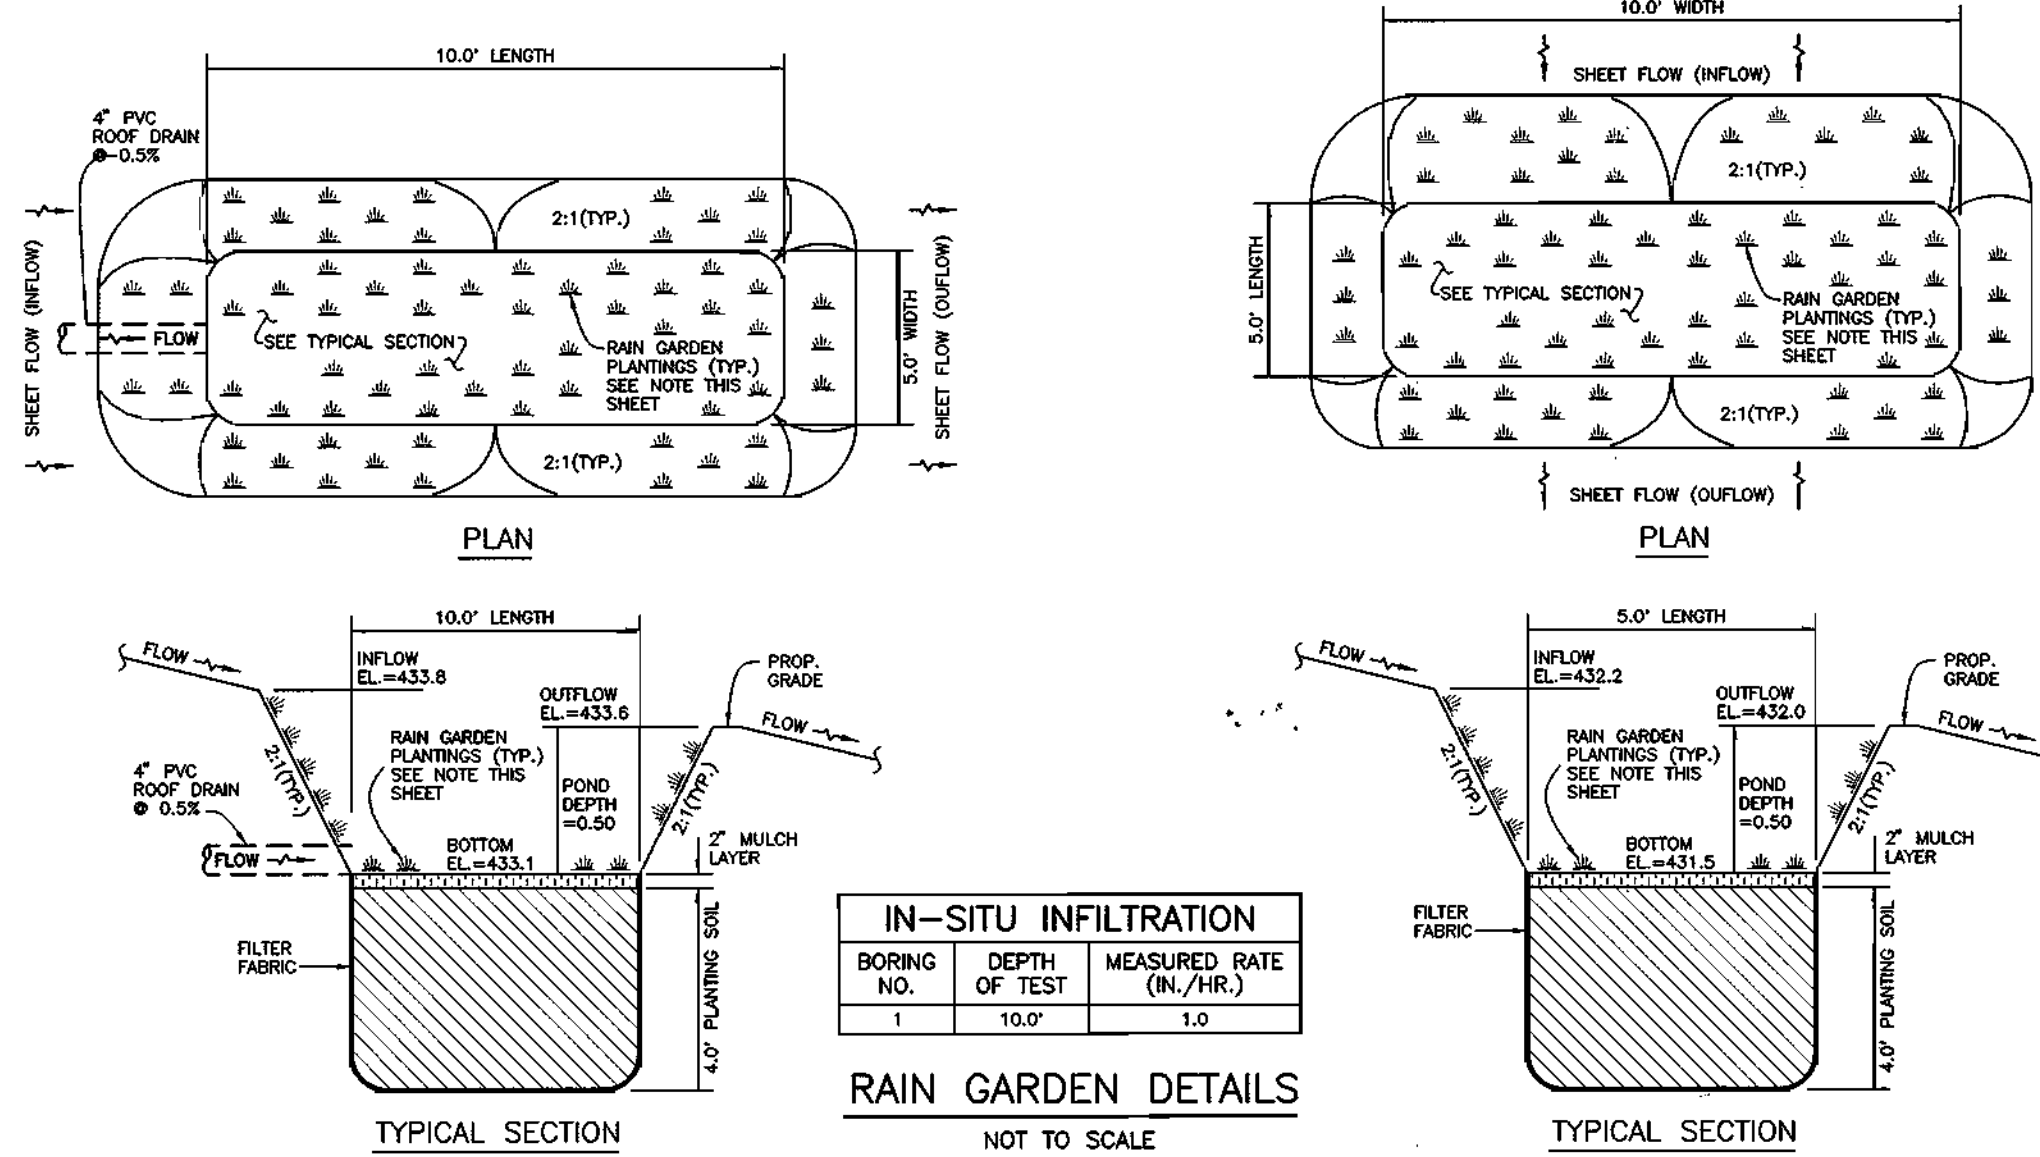 10.0' LENGTH
4" PVC
ROOF DRAIN
@ 0.5%
2:1(TYP.)
SHEET FLOW (INFLOW)
FLOW
SEE TYPICAL SECTION
RAIN GARDEN
PLANTINGS (TYP.)
SEE NOTE THIS
SHEET
5.0' WIDTH
SHEET FLOW (OUFLOW)
2:1(TYP.)
PLAN
10.0' WIDTH
SHEET FLOW (INFLOW)
2:1(TYP.)
5.0' LENGTH
SEE TYPICAL SECTION
RAIN GARDEN
PLANTINGS (TYP.)
SEE NOTE THIS
SHEET
2:1(TYP.)
SHEET FLOW (OUFLOW)
PLAN
10.0' LENGTH
FLOW
INFLOW
EL.=433.8
PROP.
GRADE
OUTFLOW
EL.=433.6
FLOW
RAIN GARDEN
PLANTINGS (TYP.)
SEE NOTE THIS
SHEET
2:1(TYP.)
4" PVC
ROOF DRAIN
@ 0.5%
POND
DEPTH
=0.50
2:1(TYP.)
FLOW
BOTTOM
EL.=433.1
2" MULCH
LAYER
FILTER
FABRIC
4.0' PLANTING SOIL
TYPICAL SECTION
IN-SITU INFILTRATION
BORING
NO.
DEPTH
OF TEST
MEASURED RATE
(IN./HR.)
1
10.0'
1.0
RAIN GARDEN DETAILS
NOT TO SCALE
5.0' LENGTH
FLOW
INFLOW
EL.=432.2
PROP.
GRADE
OUTFLOW
EL.=432.0
FLOW
RAIN GARDEN
PLANTINGS (TYP.)
SEE NOTE THIS
SHEET
2:1(TYP.)
POND
DEPTH
=0.50
2:1(TYP.)
BOTTOM
EL.=431.5
2" MULCH
LAYER
FILTER
FABRIC
4.0' PLANTING SOIL
TYPICAL SECTION